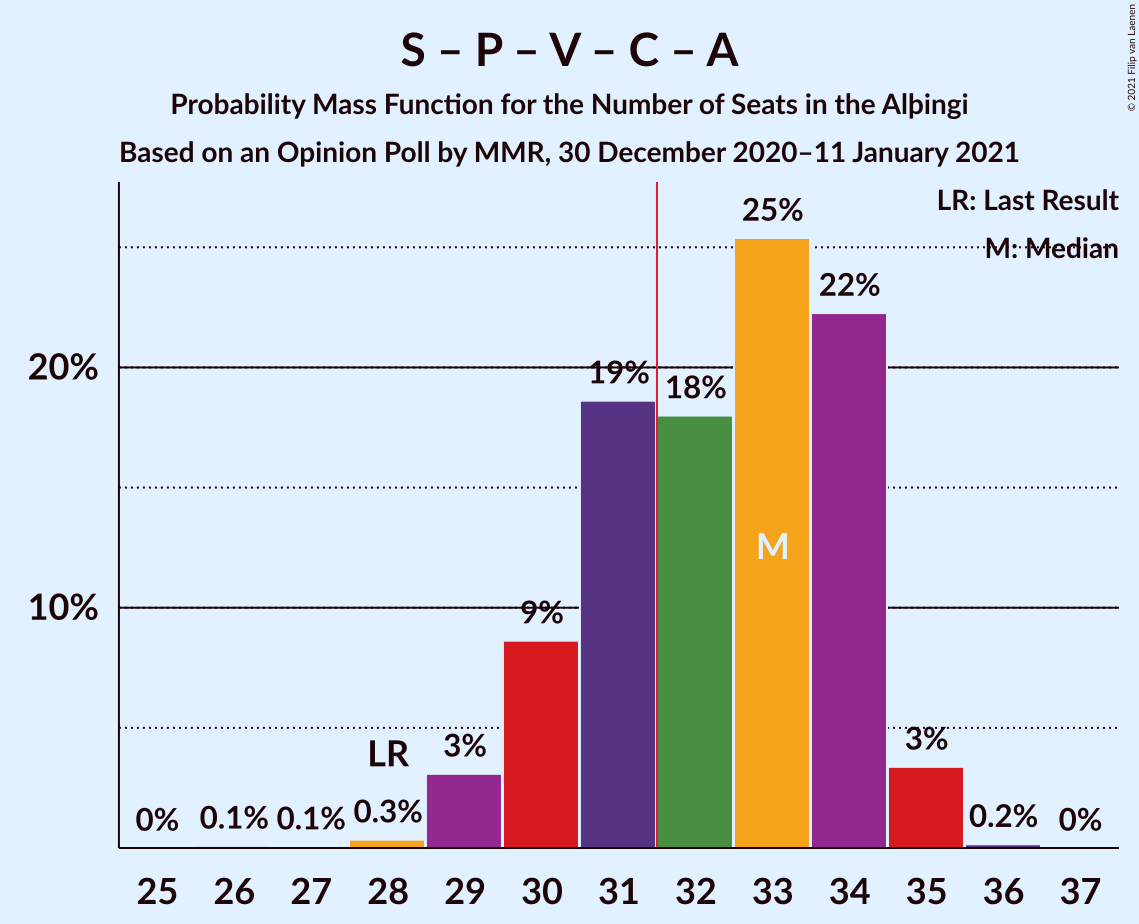 S – P – V – C – A
Probability Mass Function for the Number of Seats in the Alþingi
Based on an Opinion Poll by MMR, 30 December 2020–11 January 2021
© 2021 Filip van Laenen
LR: Last Result
M: Median
20%
10%
0%
0.1%
0.1%
LR
0.3%
3%
9%
19%
18%
25%
M
22%
3%
0.2%
0%
25 26 27 28 29 30 31 32 33 34 35 36 37